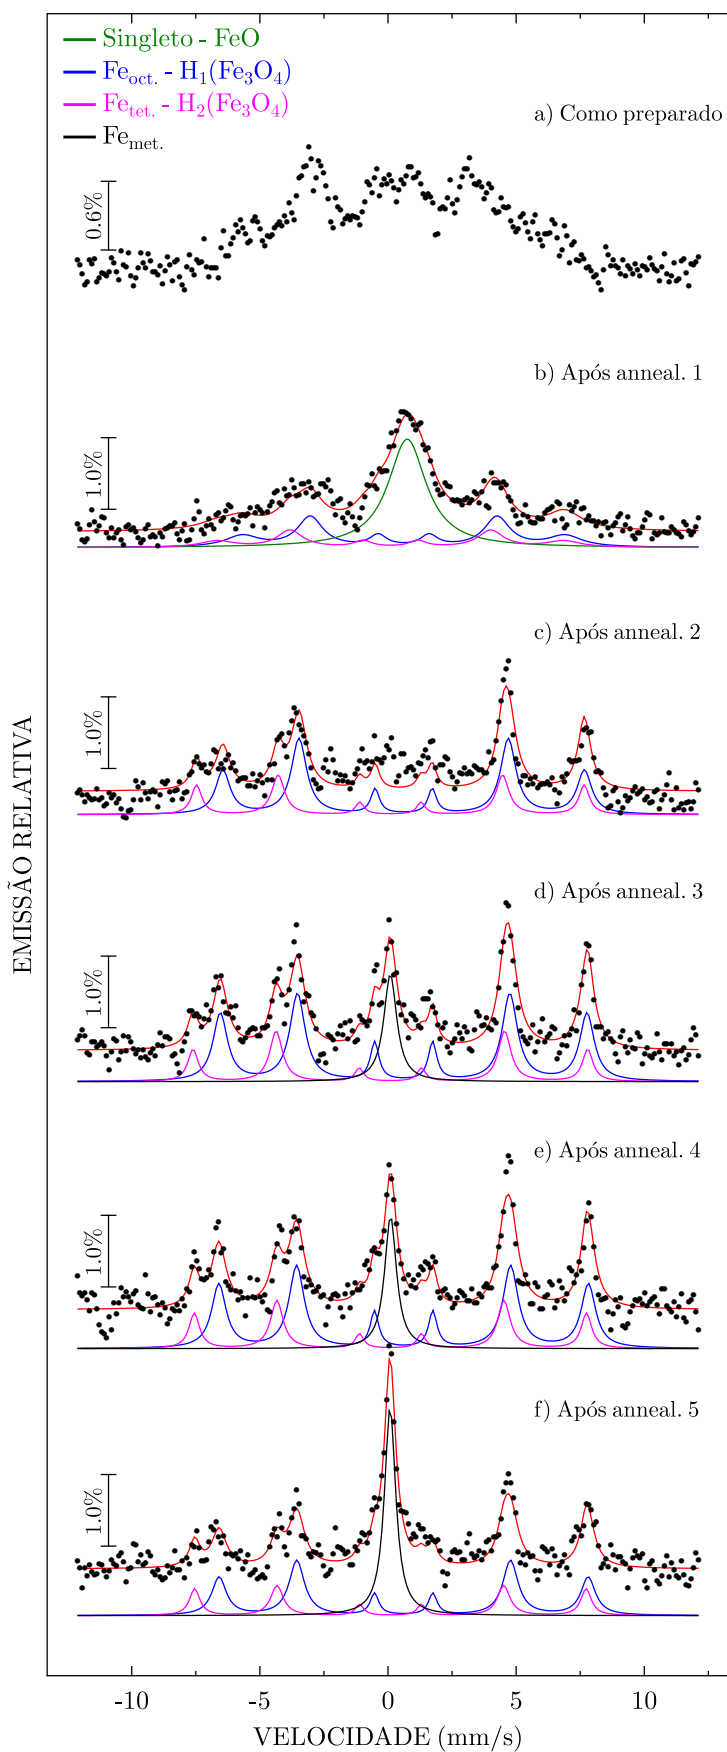 Singleto - FeO
Fe_oct. - H_1(Fe_3O_4)
Fe_tet. - H_2(Fe_3O_4)
Fe_met.
a) Como preparado
0.6%
b) Após anneal. 1
1.0%
c) Após anneal. 2
1.0%
EMISSÃO RELATIVA
d) Após anneal. 3
1.0%
e) Após anneal. 4
1.0%
f) Após anneal. 5
1.0%
-10 -5 0 5 10
VELOCIDADE (mm/s)